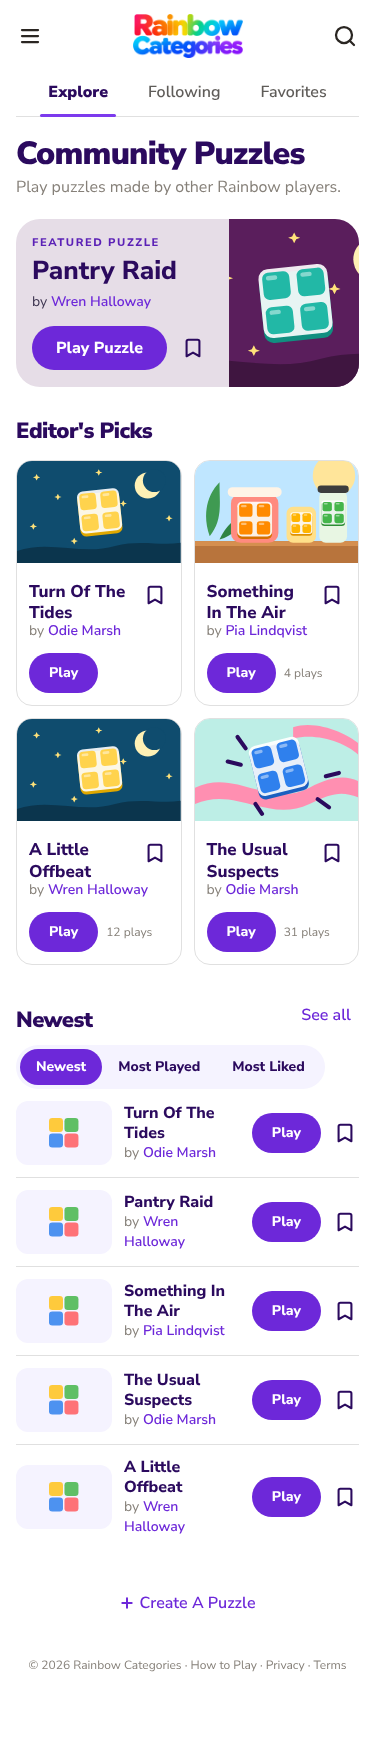 Rainbow
Categories
Explore
Following
Favorites
Community Puzzles
Play puzzles made by other Rainbow players.
FEATURED PUZZLE
Pantry Raid
by Wren Halloway
Play Puzzle
Editor's Picks
Turn Of The
Tides
by Odie Marsh
Play
Something
In The Air
by Pia Lindqvist
Play
4 plays
A Little
Offbeat
by Wren Halloway
Play
12 plays
The Usual
Suspects
by Odie Marsh
Play
31 plays
Newest
See all
Newest
Most Played
Most Liked
Turn Of The
Tides
by Odie Marsh
Play
Pantry Raid
by Wren
Halloway
Play
Something In
The Air
by Pia Lindqvist
Play
The Usual
Suspects
by Odie Marsh
Play
A Little
Offbeat
by Wren
Halloway
Play
+ Create A Puzzle
© 2026 Rainbow Categories · How to Play · Privacy · Terms